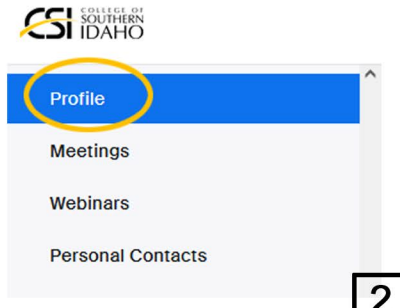 CSI COLLEGE OF
SOUTHERN
IDAHO
Profile
Meetings
Webinars
Personal Contacts
2